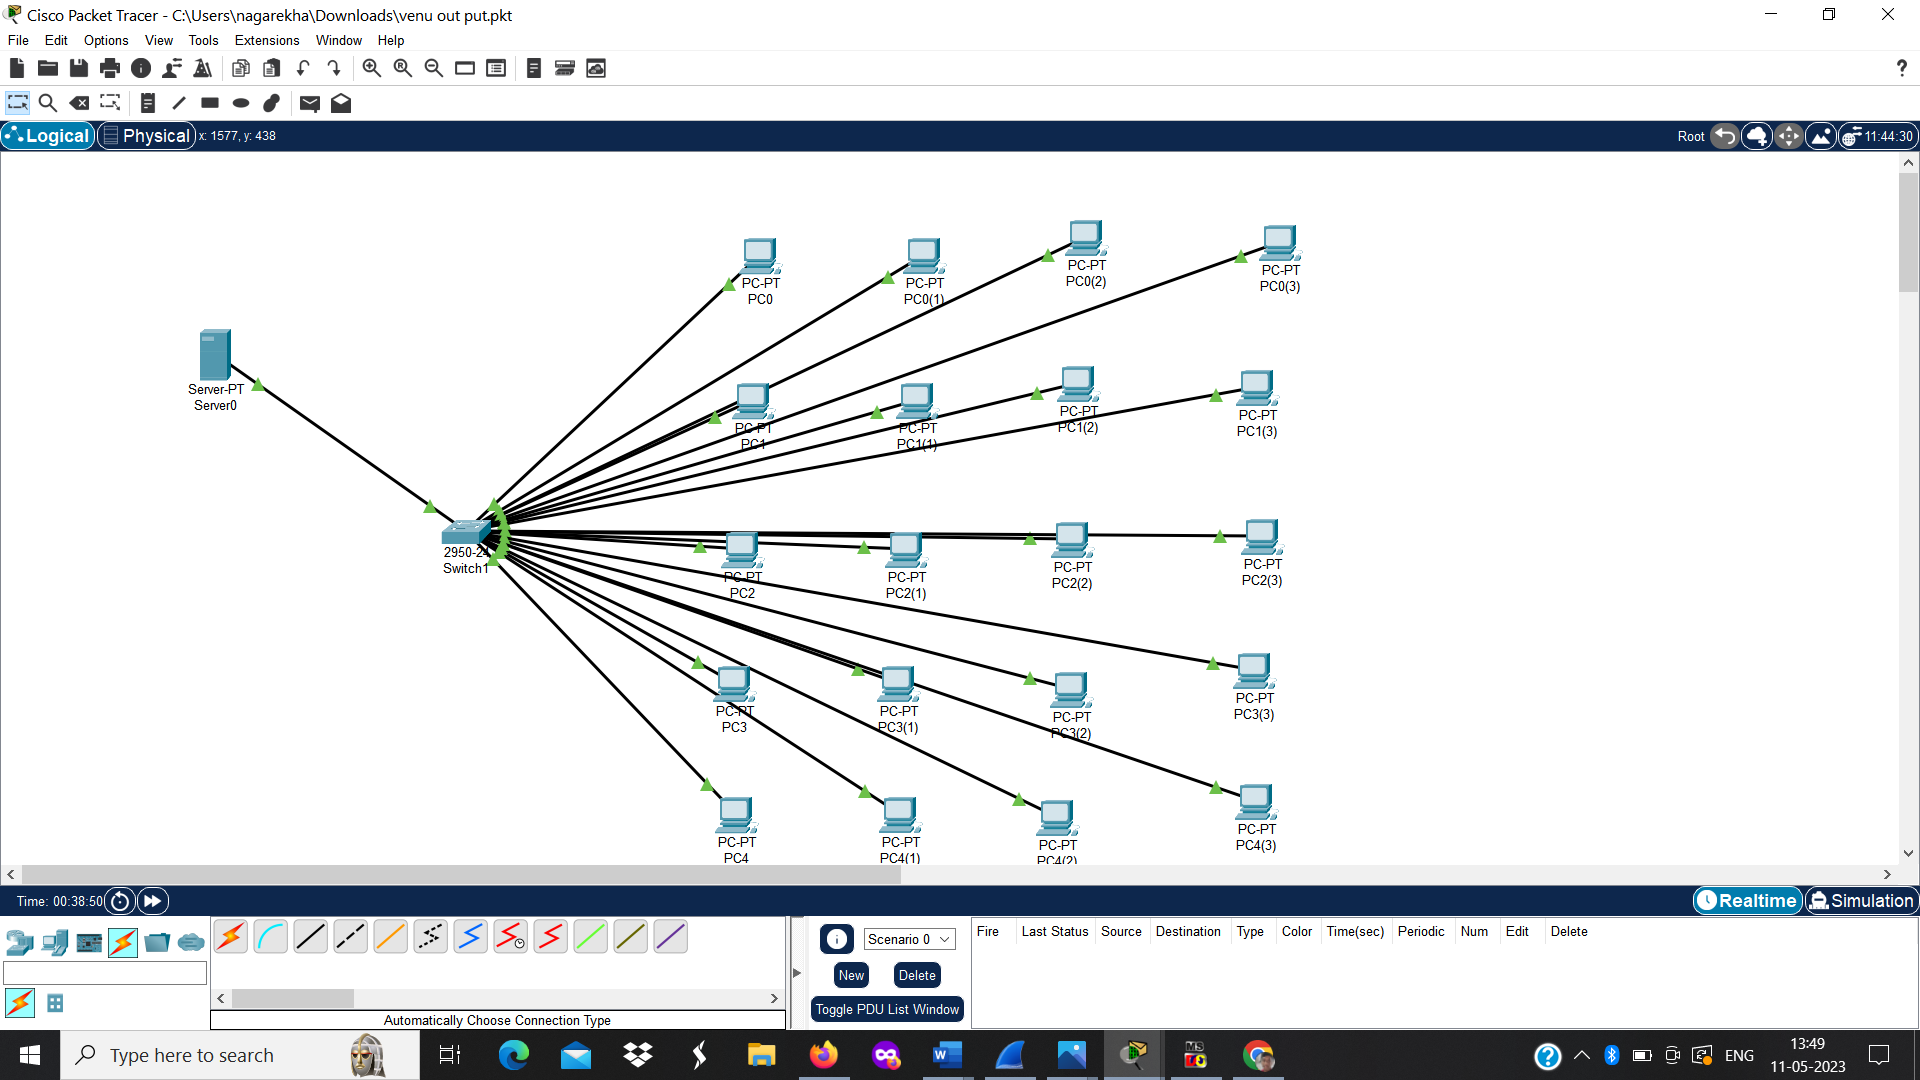 Cisco Packet Tracer - C:\Users\nagarekha\Downloads\venu out put.pkt
File Edit Options View Tools Extensions Window Help
Logical Physical x: 1577, y: 438 Root 11:44:30
PC-PT
PC0
PC-PT
PC0(1)
PC-PT
PC0(2)
PC-PT
PC0(3)
Server-PT
Server0
PC-PT
PC1
PC-PT
PC1(1)
PC-PT
PC1(2)
PC-PT
PC1(3)
2950-24
Switch1
PC-PT
PC2
PC-PT
PC2(1)
PC-PT
PC2(2)
PC-PT
PC2(3)
PC-PT
PC3
PC-PT
PC3(1)
PC-PT
PC3(2)
PC-PT
PC3(3)
PC-PT
PC4
PC-PT
PC4(1)
PC-PT
PC4(2)
PC-PT
PC4(3)
Time: 00:38:50 Realtime Simulation
Scenario 0
New Delete
Toggle PDU List Window
Fire Last Status Source Destination Type Color Time(sec) Periodic Num Edit Delete
Automatically Choose Connection Type
Type here to search
ENG
13:49
11-05-2023